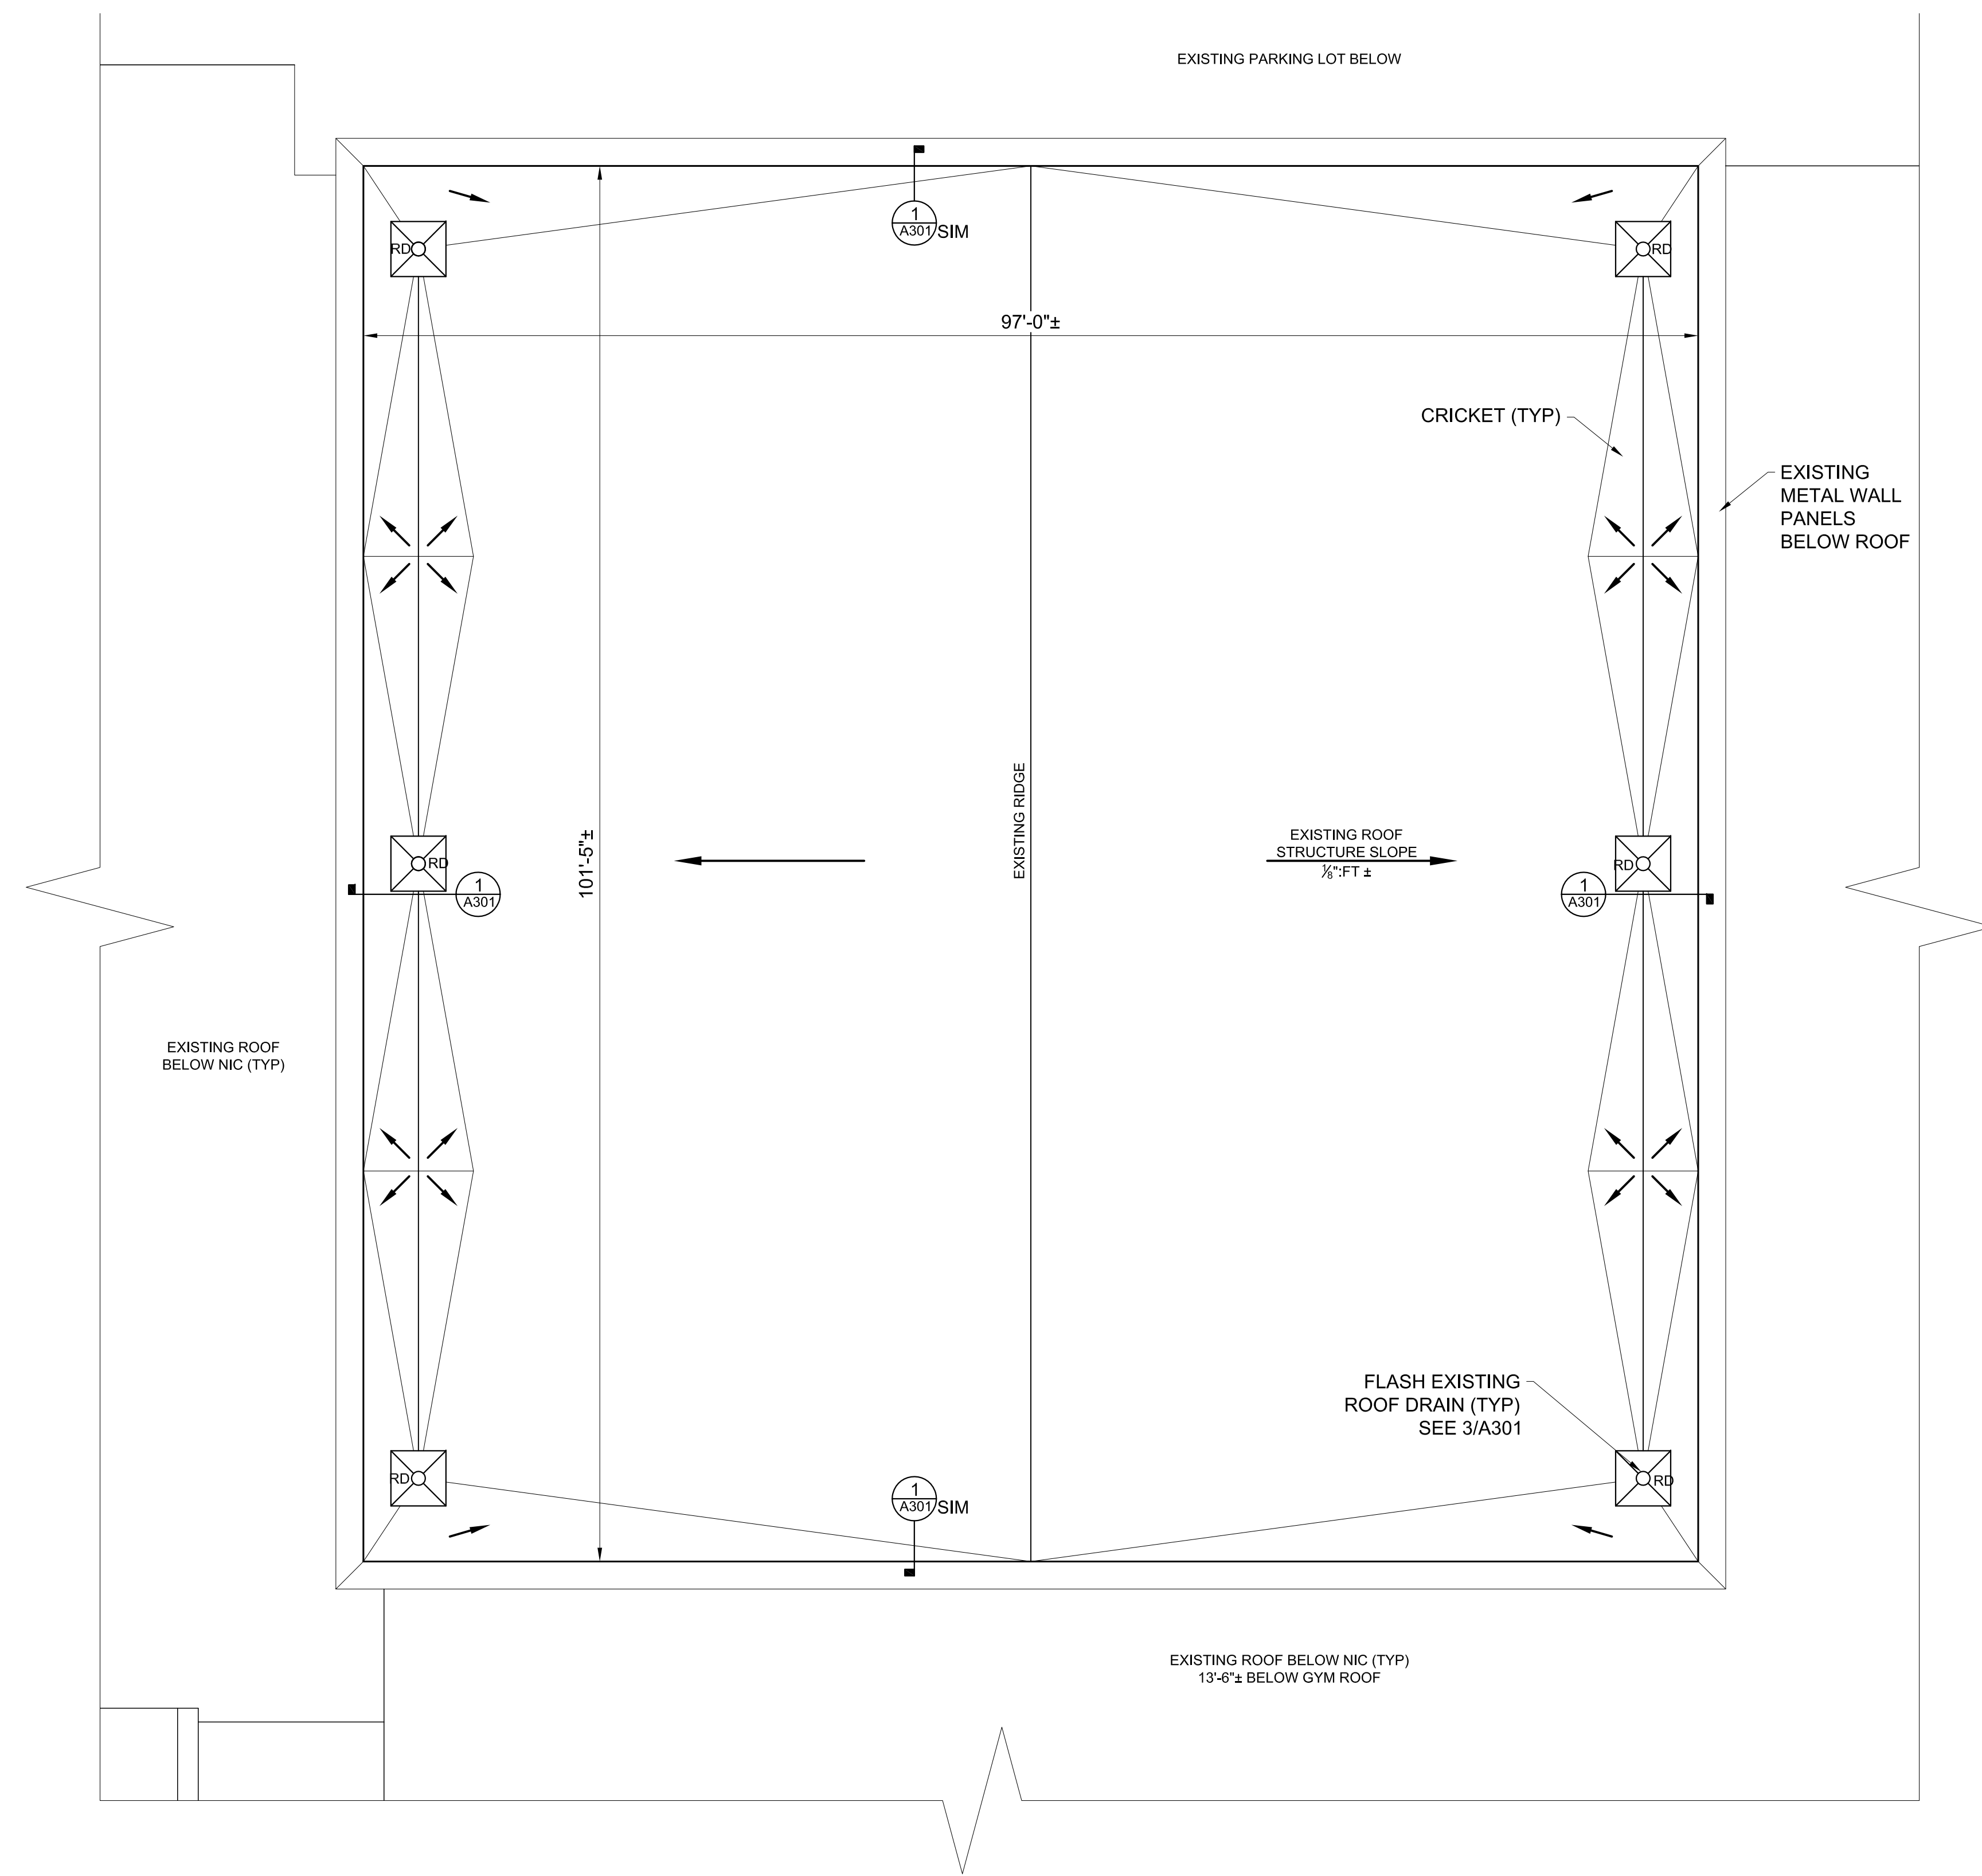 EXISTING PARKING LOT BELOW
1
A301
SIM
RD
RD
97'-0"±
CRICKET (TYP)
EXISTING
METAL WALL
PANELS
BELOW ROOF
EXISTING RIDGE
101'-5"±
EXISTING ROOF
STRUCTURE SLOPE
⅛":FT ±
RD
RD
1
A301
1
A301
EXISTING ROOF
BELOW NIC (TYP)
FLASH EXISTING
ROOF DRAIN (TYP)
SEE 3/A301
RD
RD
1
A301
SIM
EXISTING ROOF BELOW NIC (TYP)
13'-6"± BELOW GYM ROOF